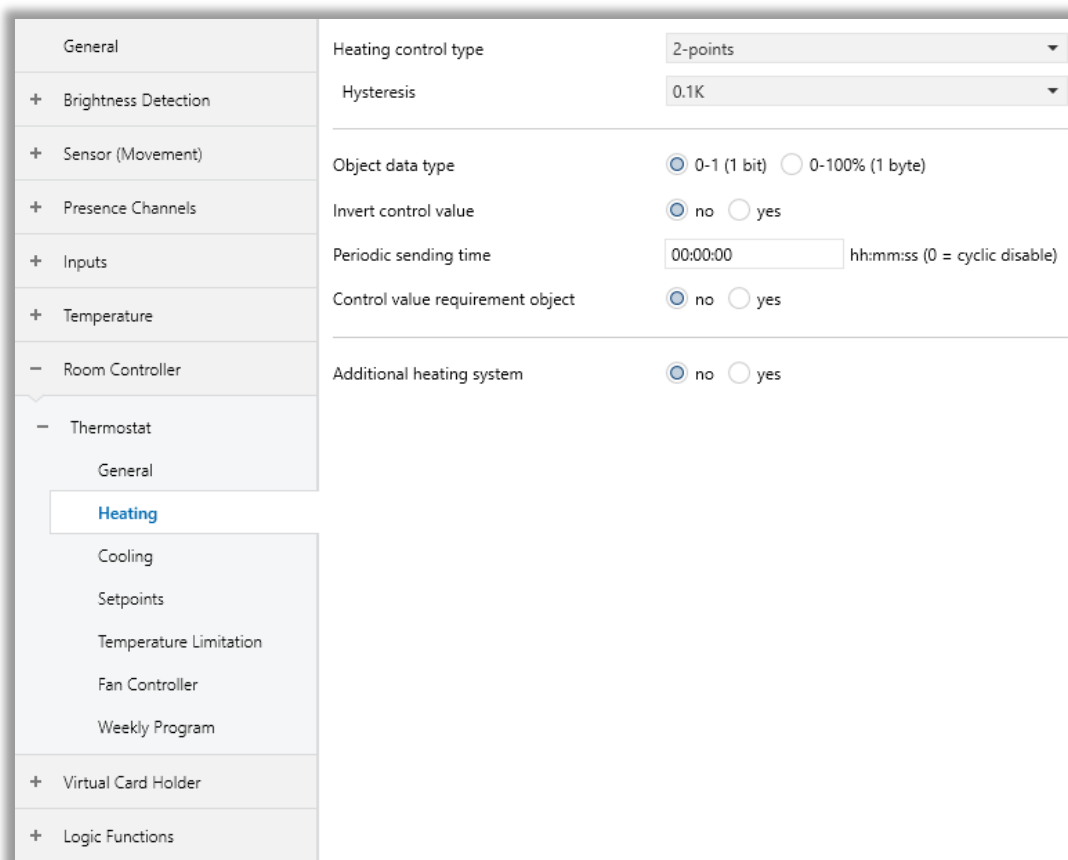 General
+ Brightness Detection
+ Sensor (Movement)
+ Presence Channels
+ Inputs
+ Temperature
− Room Controller
− Thermostat
General
Heating
Cooling
Setpoints
Temperature Limitation
Fan Controller
Weekly Program
+ Virtual Card Holder
+ Logic Functions
Heating control type 2-points
Hysteresis 0.1K
Object data type 0-1 (1 bit) 0-100% (1 byte)
Invert control value no yes
Periodic sending time 00:00:00 hh:mm:ss (0 = cyclic disable)
Control value requirement object no yes
Additional heating system no yes